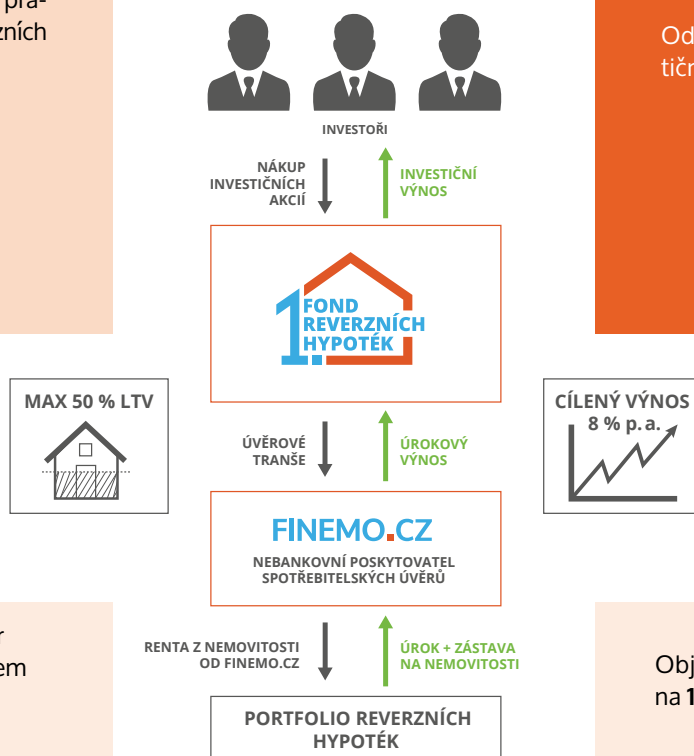 zních
Od
INVESTOŘI
NÁKUP
INVESTIČNÍCH
AKCIÍ
INVESTIČNÍ
VÝNOS
1. FOND
REVERZNÍCH
HYPOTÉK
MAX 50 % LTV
CÍLENÝ VÝNOS
8 % p. a.
ÚVĚROVÉ
TRANŠE
ÚROKOVÝ
VÝNOS
FINEMO.CZ
NEBANKOVNÍ POSKYTOVATEL
SPOTŘEBITELSKÝCH ÚVĚRŮ
em
RENTA Z NEMOVITOSTI
OD FINEMO.CZ
ÚROK + ZÁSTAVA
NA NEMOVITOSTI
Obj
na 1
PORTFOLIO REVERZNÍCH
HYPOTÉK